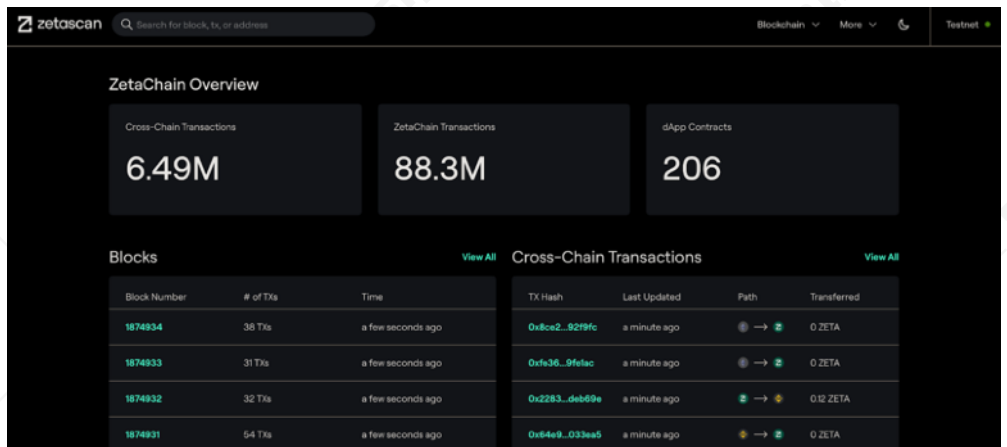 zetascan Search for block, tx, or address Blockchain More Testnet
ZetaChain Overview
Cross-Chain Transactions ZetaChain Transactions dApp Contracts
6.49M 88.3M 206
Blocks View All Cross-Chain Transactions View All
Block Number # of TXs Time TX Hash Last Updated Path Transferred
1874934 38 TXs a few seconds ago 0x8ce2...92f9fc a minute ago 0 ZETA
1874933 31 TXs a few seconds ago 0xfe36...9fe1ac a minute ago 0 ZETA
1874932 32 TXs a few seconds ago 0x2283...deb69e a minute ago 0.12 ZETA
1874931 54 TXs a few seconds ago 0x64e9...033ea5 a minute ago 0 ZETA